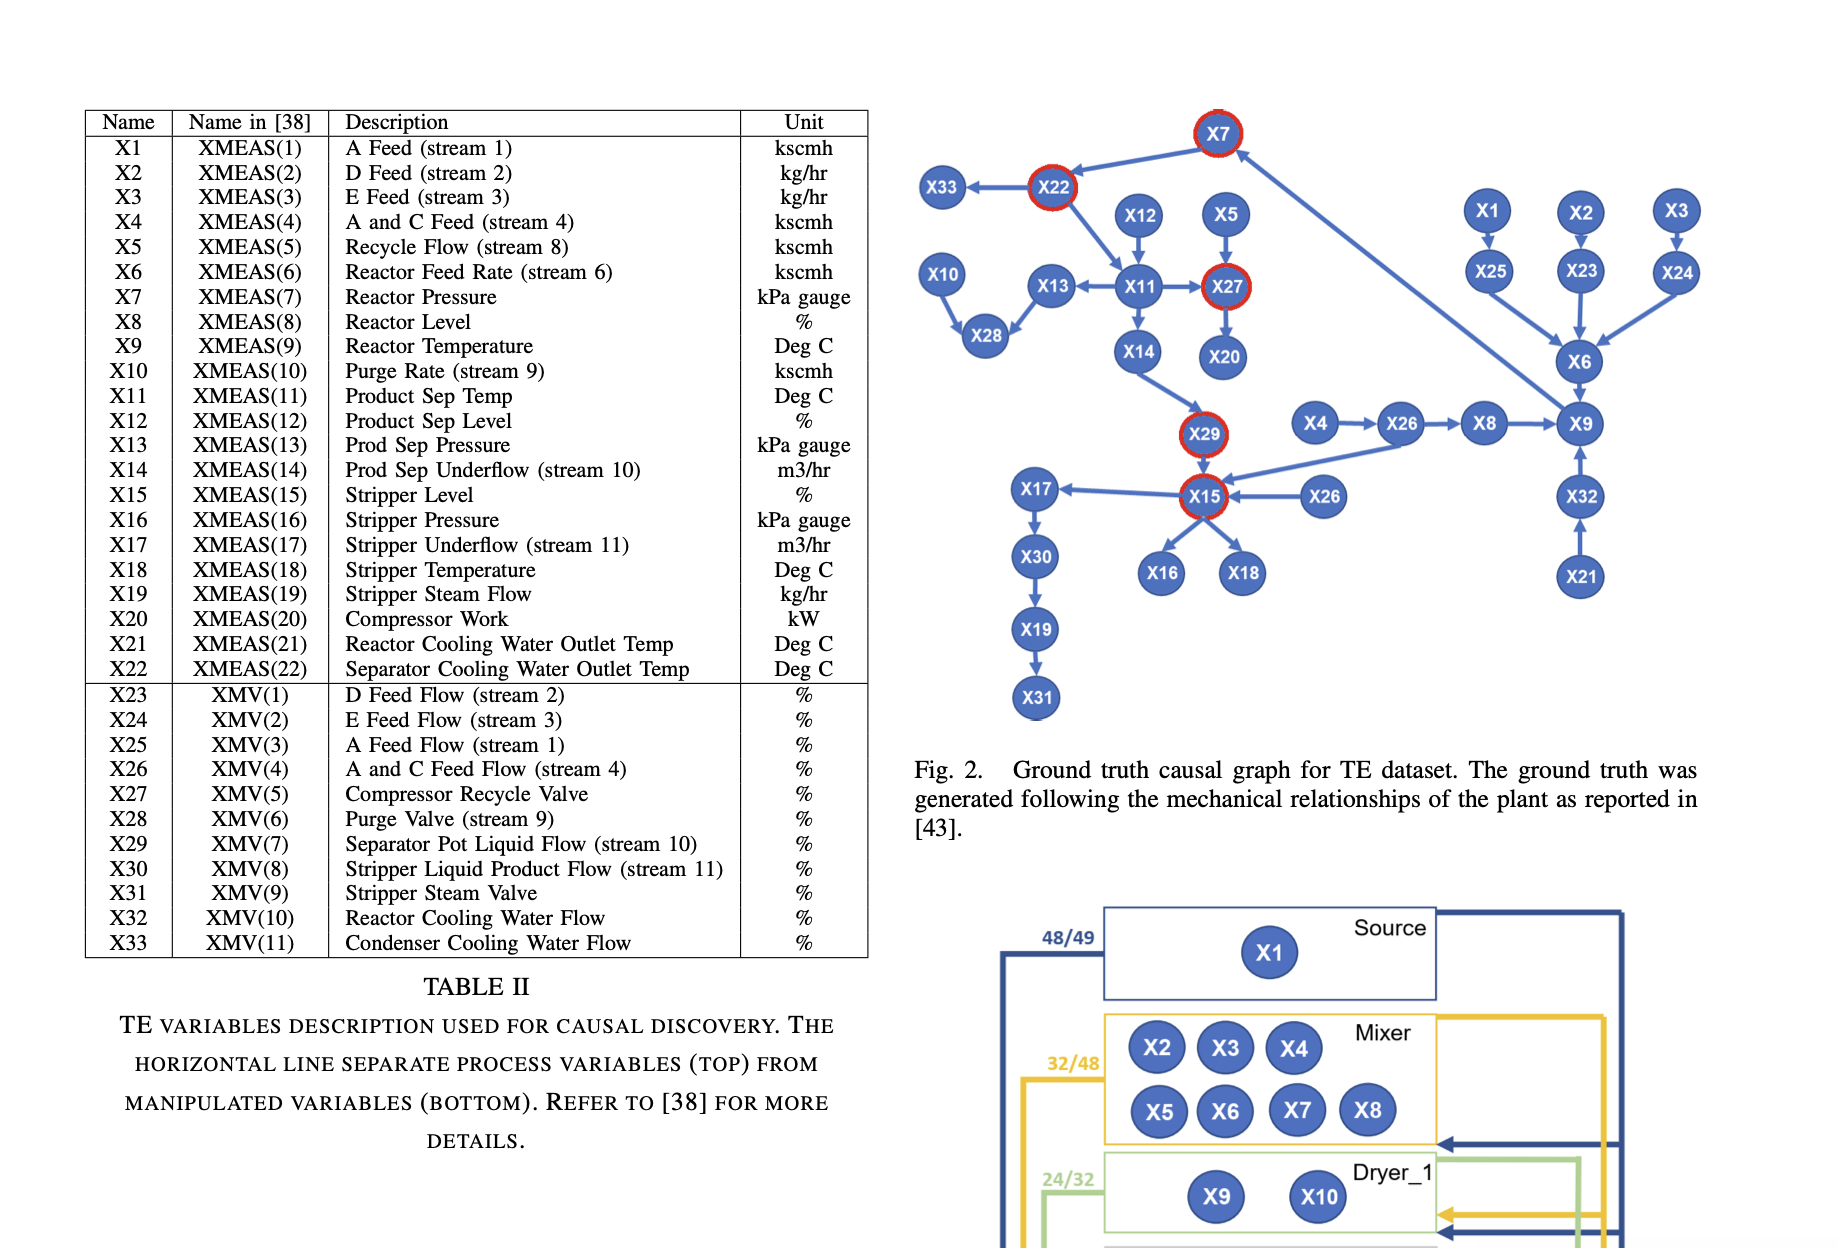 Name Name in [38] Description Unit
X1 XMEAS(1) A Feed (stream 1) kscmh
X2 XMEAS(2) D Feed (stream 2) kg/hr
X3 XMEAS(3) E Feed (stream 3) kg/hr
X4 XMEAS(4) A and C Feed (stream 4) kscmh
X5 XMEAS(5) Recycle Flow (stream 8) kscmh
X6 XMEAS(6) Reactor Feed Rate (stream 6) kscmh
X7 XMEAS(7) Reactor Pressure kPa gauge
X8 XMEAS(8) Reactor Level %
X9 XMEAS(9) Reactor Temperature Deg C
X10 XMEAS(10) Purge Rate (stream 9) kscmh
X11 XMEAS(11) Product Sep Temp Deg C
X12 XMEAS(12) Product Sep Level %
X13 XMEAS(13) Prod Sep Pressure kPa gauge
X14 XMEAS(14) Prod Sep Underflow (stream 10) m3/hr
X15 XMEAS(15) Stripper Level %
X16 XMEAS(16) Stripper Pressure kPa gauge
X17 XMEAS(17) Stripper Underflow (stream 11) m3/hr
X18 XMEAS(18) Stripper Temperature Deg C
X19 XMEAS(19) Stripper Steam Flow kg/hr
X20 XMEAS(20) Compressor Work kW
X21 XMEAS(21) Reactor Cooling Water Outlet Temp Deg C
X22 XMEAS(22) Separator Cooling Water Outlet Temp Deg C
X23 XMV(1) D Feed Flow (stream 2) %
X24 XMV(2) E Feed Flow (stream 3) %
X25 XMV(3) A Feed Flow (stream 1) %
X26 XMV(4) A and C Feed Flow (stream 4) %
X27 XMV(5) Compressor Recycle Valve %
X28 XMV(6) Purge Valve (stream 9) %
X29 XMV(7) Separator Pot Liquid Flow (stream 10) %
X30 XMV(8) Stripper Liquid Product Flow (stream 11) %
X31 XMV(9) Stripper Steam Valve %
X32 XMV(10) Reactor Cooling Water Flow %
X33 XMV(11) Condenser Cooling Water Flow %
TABLE II
TE VARIABLES DESCRIPTION USED FOR CAUSAL DISCOVERY. THE
HORIZONTAL LINE SEPARATE PROCESS VARIABLES (TOP) FROM
MANIPULATED VARIABLES (BOTTOM). REFER TO [38] FOR MORE
DETAILS.
X7
X33 X22
X12 X5 X1 X2 X3
X10 X13 X11 X27 X25 X23 X24
X28 X14 X20 X6
X29 X4 X26 X8 X9
X17 X15 X26 X32
X30 X16 X18 X21
X19
X31
Fig. 2. Ground truth causal graph for TE dataset. The ground truth was
generated following the mechanical relationships of the plant as reported in
[43].
48/49 X1 Source
32/48 X2 X3 X4 Mixer
X5 X6 X7 X8
24/32 X9 X10 Dryer_1